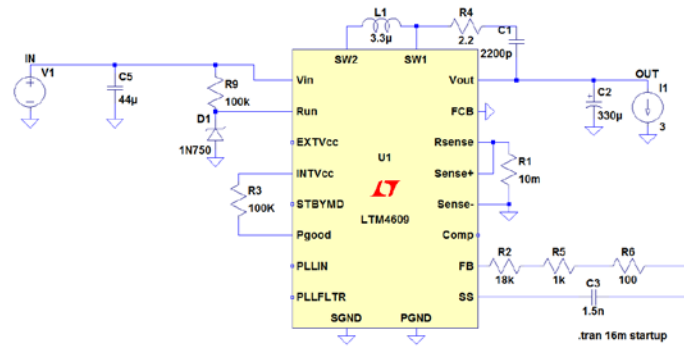 L1
3.3µ
R4
2.2
C1
2200p
SW2
SW1
IN
V1
C5
44µ
R9
100k
D1
1N750
Vin
Run
EXTVcc
INTVcc
STBYMD
Pgood
PLLIN
PLLFLTR
SGND
PGND
U1
LTM4609
Vout
FCB
Rsense
Sense+
Sense-
Comp
FB
SS
R3
100K
OUT
C2
330µ
I1
3
R1
10m
R2
18k
R5
1k
R6
100
C3
1.5n
.tran 16m startup